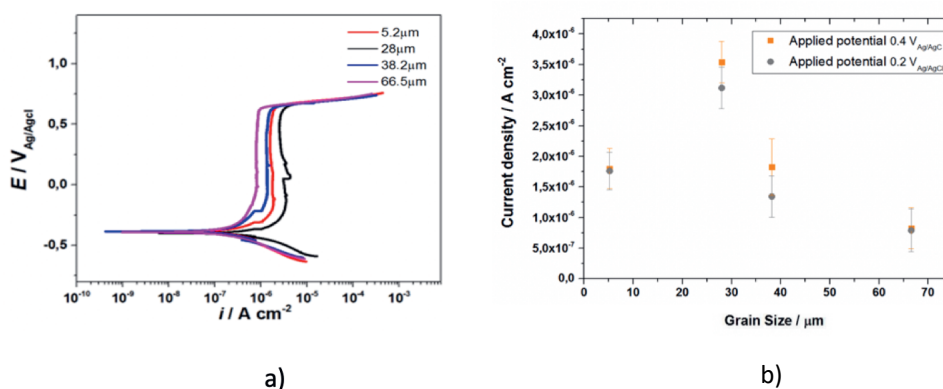 5.2μm
28μm
38.2μm
66.5μm
1,0
0,5
0,0
-0,5
E / V Ag/Agcl
10⁻¹⁰ 10⁻⁹ 10⁻⁸ 10⁻⁷ 10⁻⁶ 10⁻⁵ 10⁻⁴ 10⁻³
i / A cm⁻²
a)
Applied potential 0.4 V Ag/AgC
Applied potential 0.2 V Ag/AgCl
4,0x10⁻⁶
3,5x10⁻⁶
3,0x10⁻⁶
2,5x10⁻⁶
2,0x10⁻⁶
1,5x10⁻⁶
1,0x10⁻⁶
5,0x10⁻⁷
0,0
Current density / A cm⁻²
0 10 20 30 40 50 60 70
Grain Size / μm
b)